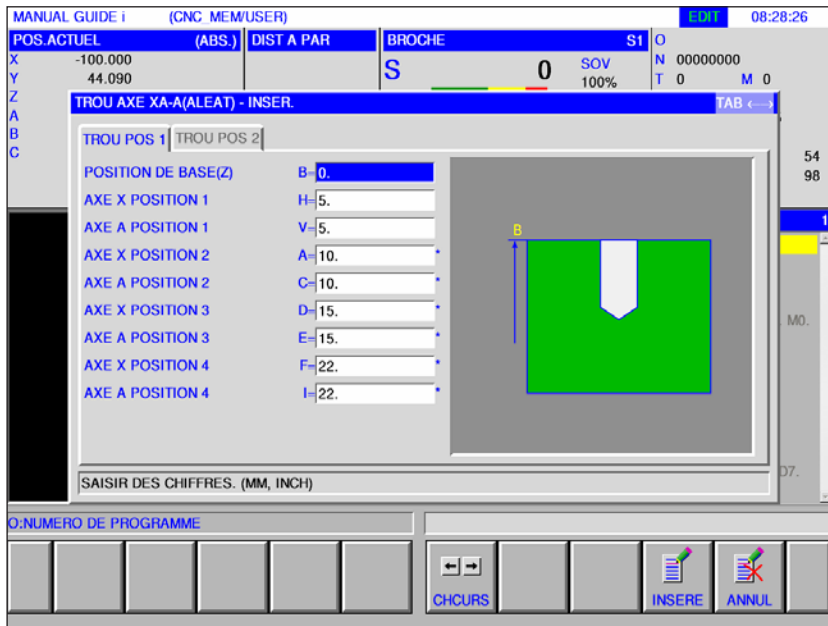 MANUAL GUIDE i (CNC_MEM/USER) EDIT 08:28:26
POS.ACTUEL (ABS.) DIST A PAR BROCHE S1 O
X -100.000 S 0 SOV N 00000000
Y 44.090 100% T 0 M 0
Z
A
B
C
54
98
TROU AXE XA-A(ALEAT) - INSER. TAB ←→
TROU POS 1 TROU POS 2
POSITION DE BASE(Z) B= 0.
AXE X POSITION 1 H= 5.
AXE A POSITION 1 V= 5.
AXE X POSITION 2 A= 10. *
AXE A POSITION 2 C= 10. *
AXE X POSITION 3 D= 15. *
AXE A POSITION 3 E= 15. *
AXE X POSITION 4 F= 22. *
AXE A POSITION 4 I= 22. *
B
1
M0.
07.
SAISIR DES CHIFFRES. (MM, INCH)
O:NUMERO DE PROGRAMME
CHCURS INSERE ANNUL